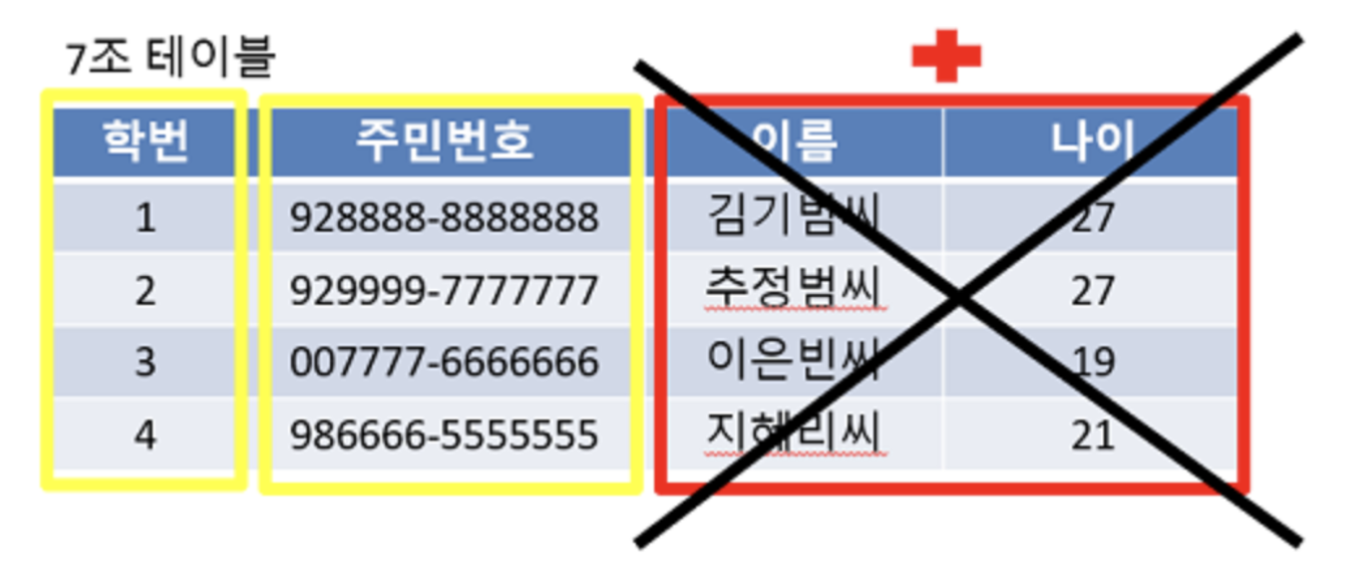 7조 테이블
학번 주민번호 이름 나이
1 928888-8888888 김기범씨 27
2 929999-7777777 추정범씨 27
3 007777-6666666 이은빈씨 19
4 986666-5555555 지혜리씨 21